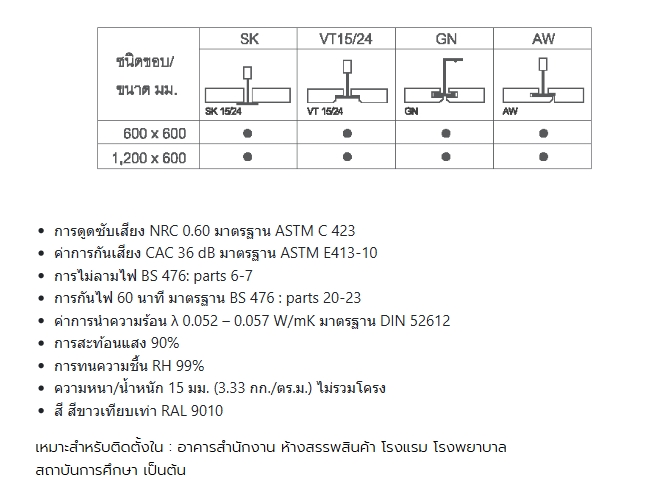 SK VT15/24 GN AW
ชนิดขอบ/
ขนาด มม.
SK 15/24 VT 15/24 GN AW
600 x 600 ● ● ● ●
1,200 x 600 ● ● ● ●
• การดูดซับเสียง NRC 0.60 มาตรฐาน ASTM C 423
• ค่าการกันเสียง CAC 36 dB มาตรฐาน ASTM E413-10
• การไม่ลามไฟ BS 476: parts 6-7
• การกันไฟ 60 นาที มาตรฐาน BS 476 : parts 20-23
• ค่าการนำความร้อน λ 0.052 – 0.057 W/mK มาตรฐาน DIN 52612
• การสะท้อนแสง 90%
• การทนความชื้น RH 99%
• ความหนา/น้ำหนัก 15 มม. (3.33 กก./ตร.ม.) ไม่รวมโครง
• สี สีขาวเทียบเท่า RAL 9010
เหมาะสำหรับติดตั้งใน : อาคารสำนักงาน ห้างสรรพสินค้า โรงแรม โรงพยาบาล
สถาบันการศึกษา เป็นต้น